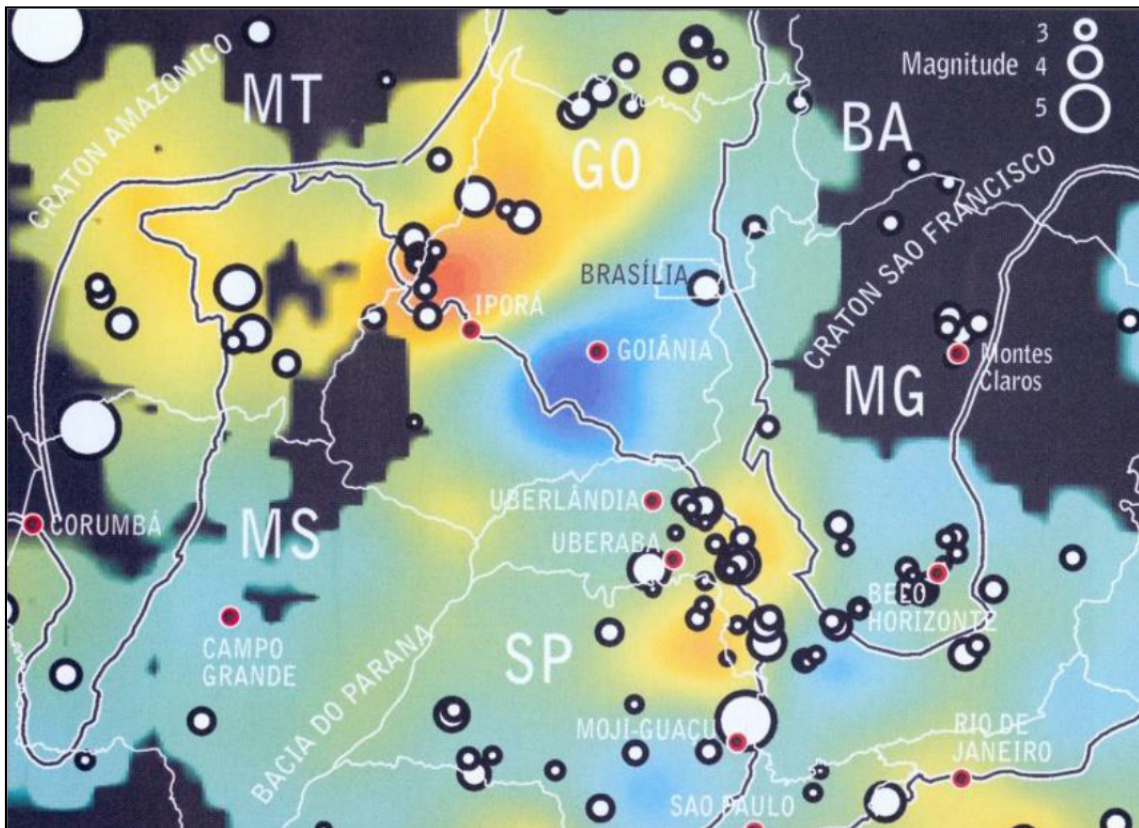 3
Magnitude 4
5
CRATON AMAZONICO
MT
GO
BA
CRATON SAO FRANCISCO
BRASÍLIA
IPORÁ
GOIÂNIA
Montes
Claros
MG
UBERLÂNDIA
CORUMBÁ
MS
UBERABA
BELO
HORIZONTE
CAMPO
GRANDE
SP
BACIA DO PARANA
MOJI-GUACU
RIO DE
JANEIRO
SAO PAULO